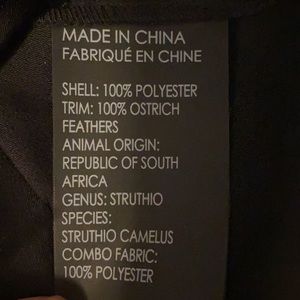 MADE IN CHINA
FABRIQUÉ EN CHINE
SHELL: 100% POLYESTER
TRIM: 100% OSTRICH
FEATHERS
ANIMAL ORIGIN:
REPUBLIC OF SOUTH
AFRICA
GENUS: STRUTHIO
SPECIES:
STRUTHIO CAMELUS
COMBO FABRIC:
100% POLYESTER